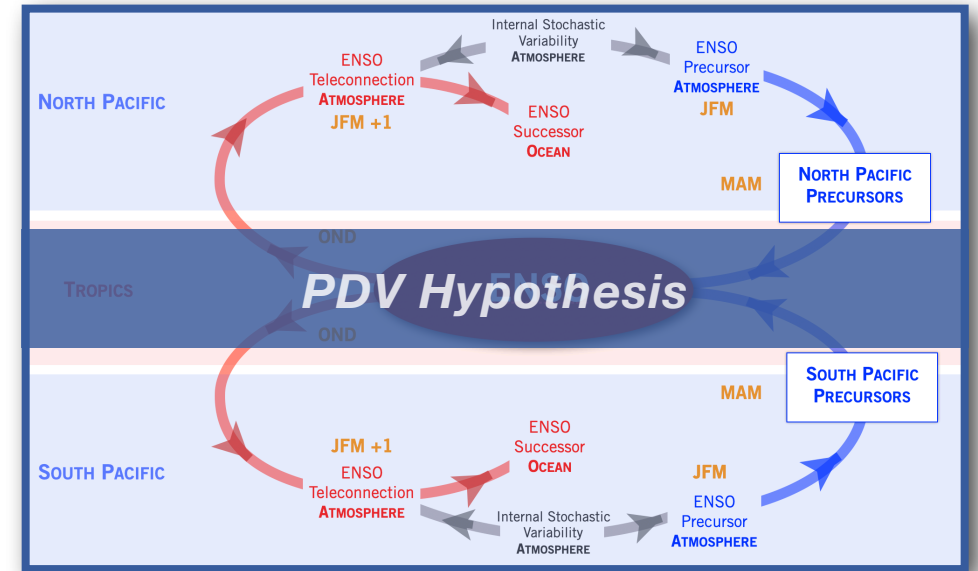 Internal Stochastic
Variability
ATMOSPHERE
ENSO
Teleconnection
ATMOSPHERE
JFM +1
ENSO
Precursor
ATMOSPHERE
JFM
NORTH PACIFIC
ENSO
Successor
OCEAN
MAM
NORTH PACIFIC
PRECURSORS
OND
TROPICS
ENSO
PDV Hypothesis
OND
SOUTH PACIFIC
PRECURSORS
MAM
JFM +1
ENSO
Teleconnection
ATMOSPHERE
ENSO
Successor
OCEAN
SOUTH PACIFIC
JFM
ENSO
Precursor
ATMOSPHERE
Internal Stochastic
Variability
ATMOSPHERE